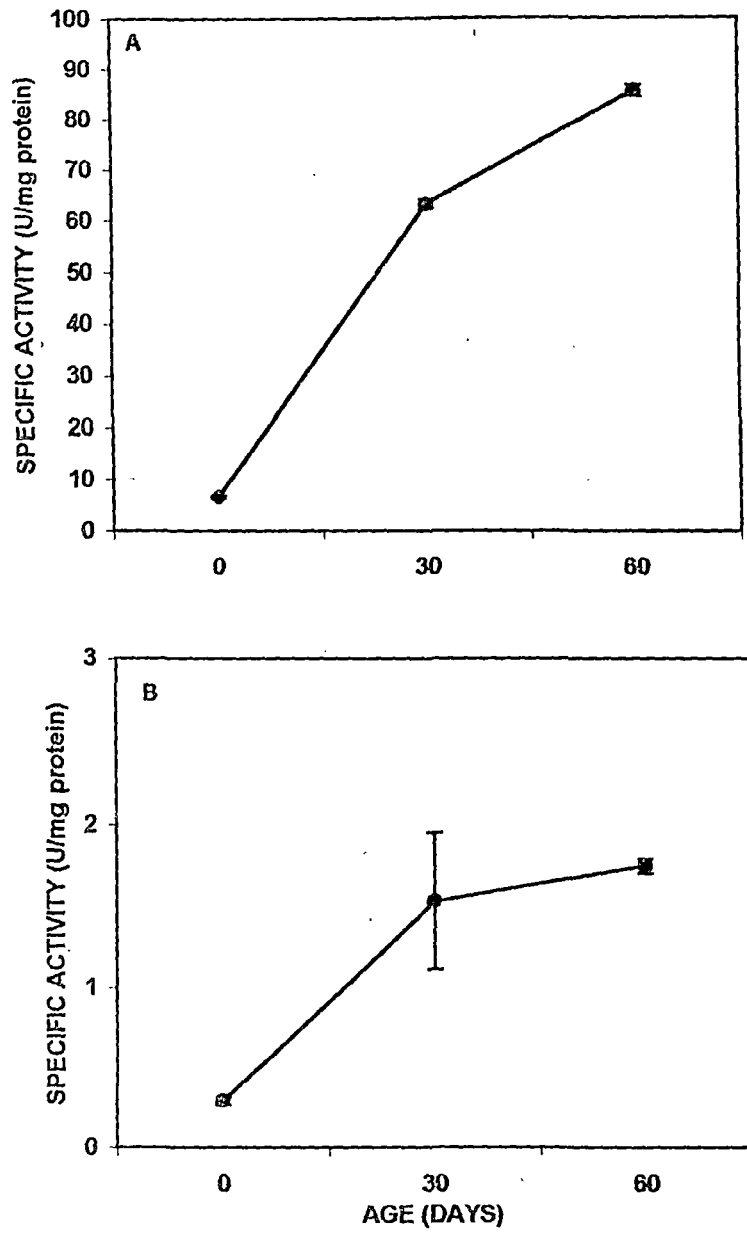 A
SPECIFIC ACTIVITY (U/mg protein)
100
90
80
70
60
50
40
30
20
10
0
0 30 60
B
SPECIFIC ACTIVITY (U/mg protein)
3
2
1
0
0 30 60
AGE (DAYS)